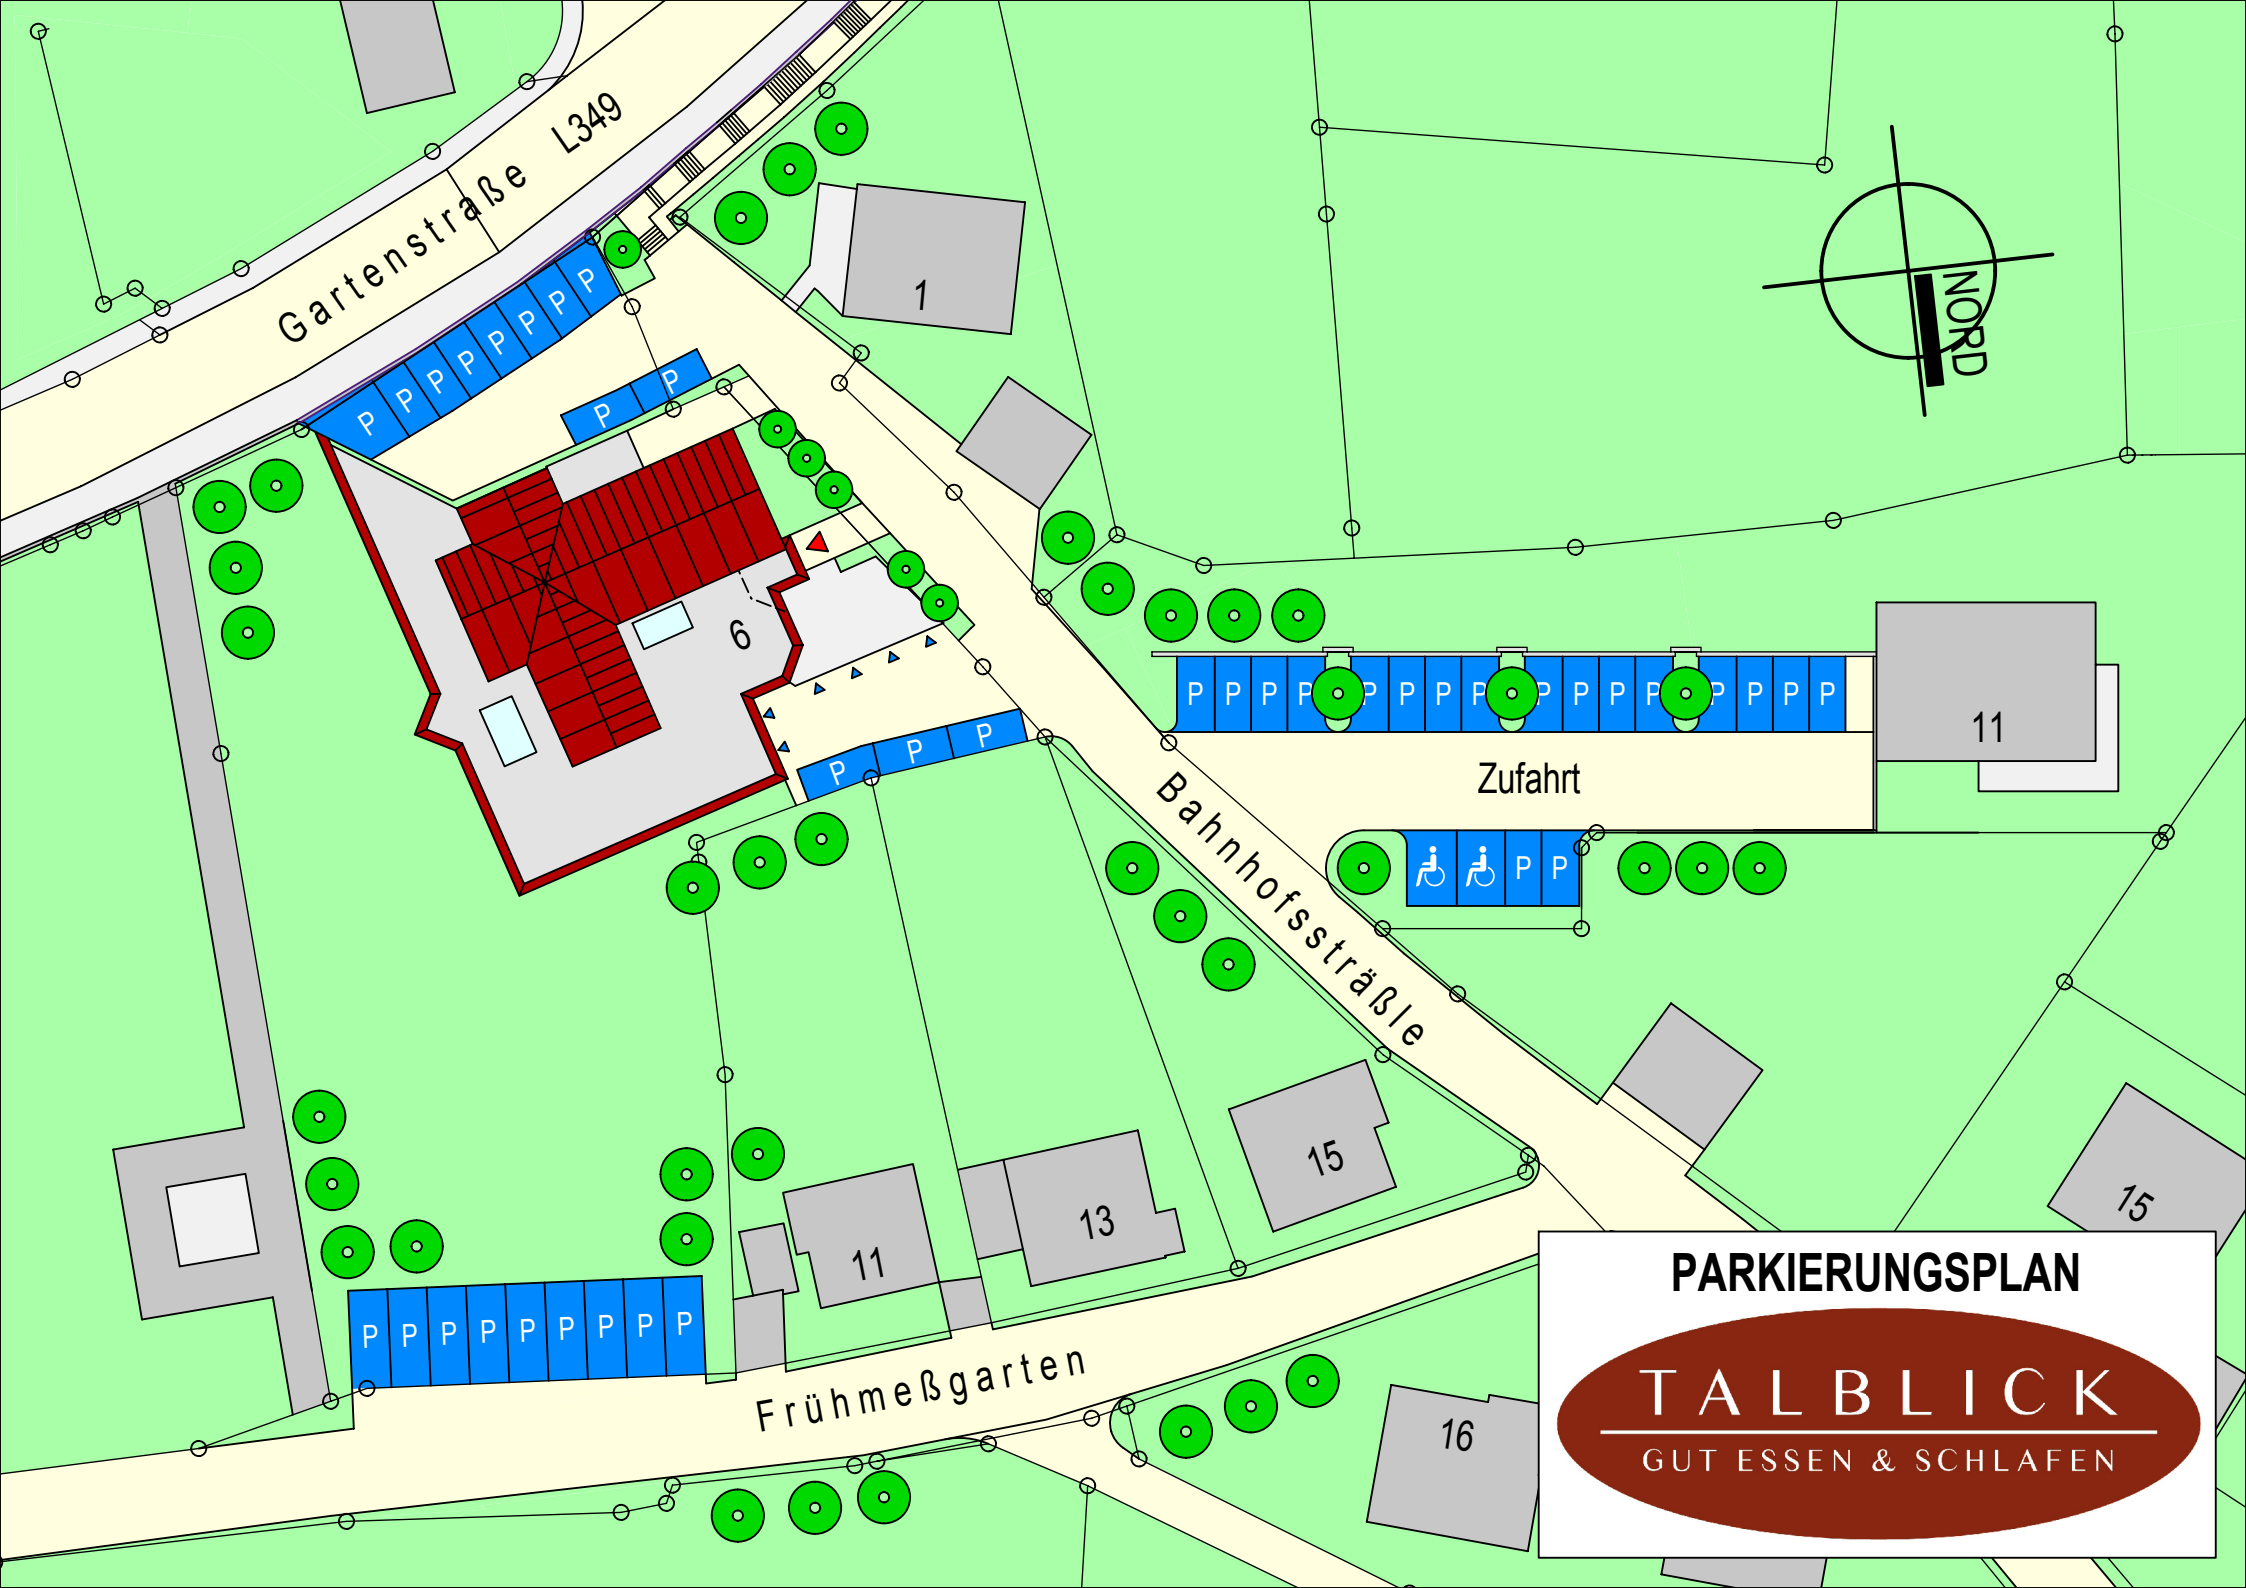 Gartenstraße L349
P P P P P P P P
P P
1
NORD
6
P P P
P P P P P P P P P P P P P P P P
11
Zufahrt
P P
Bahnhofssträßle
15
13
11
15
P P P P P P P P P
Frühmeßgarten
16
PARKIERUNGSPLAN
TALBLICK
GUT ESSEN & SCHLAFEN